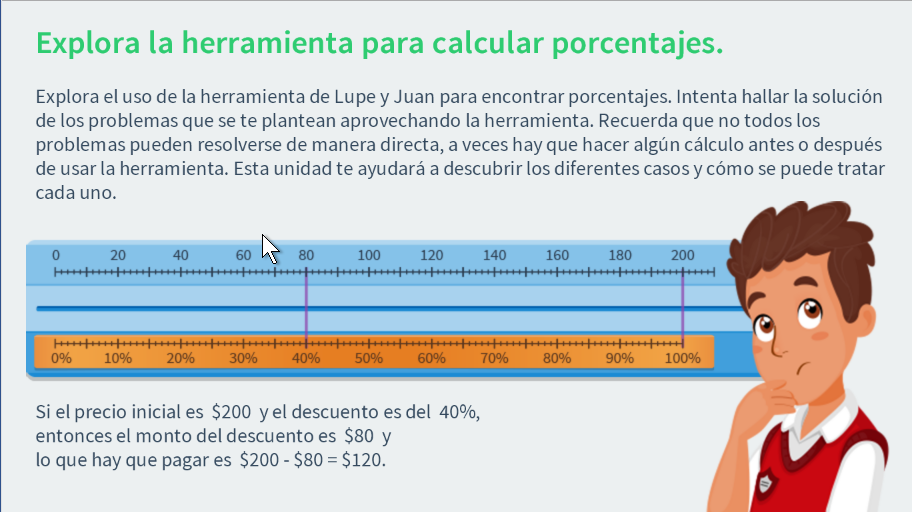 Explora la herramienta para calcular porcentajes.
Explora el uso de la herramienta de Lupe y Juan para encontrar porcentajes. Intenta hallar la solución
de los problemas que se te plantean aprovechando la herramienta. Recuerda que no todos los
problemas pueden resolverse de manera directa, a veces hay que hacer algún cálculo antes o después
de usar la herramienta. Esta unidad te ayudará a descubrir los diferentes casos y cómo se puede tratar
cada uno.
0 20 40 60 80 100 120 140 160 180 200
0% 10% 20% 30% 40% 50% 60% 70% 80% 90% 100%
Si el precio inicial es $200 y el descuento es del 40%,
entonces el monto del descuento es $80 y
lo que hay que pagar es $200 - $80 = $120.